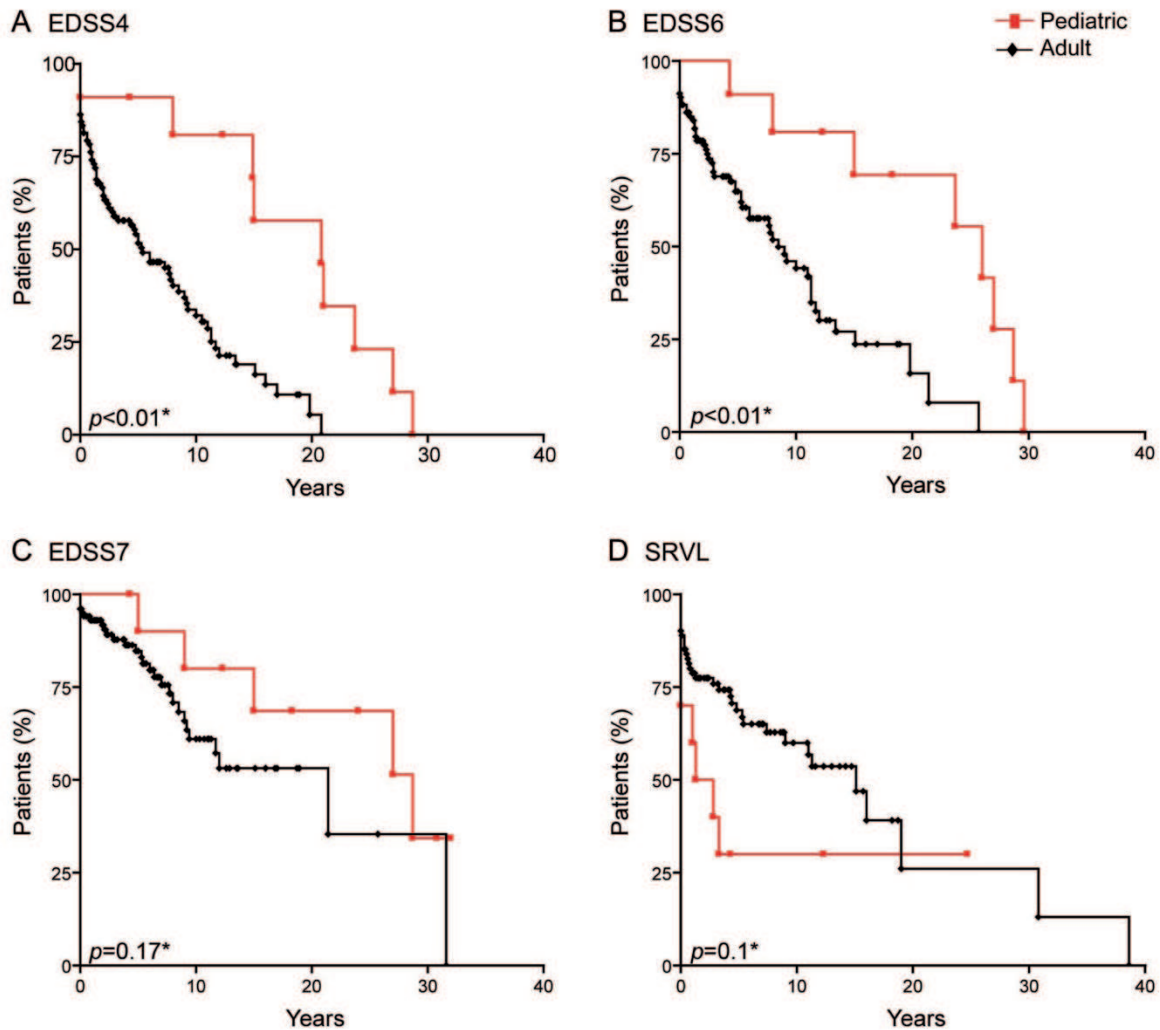 A EDSS4
B EDSS6
Pediatric
Adult
100
75
50
25
0
Patients (%)
p<0.01*
0 10 20 30 40
Years
100
75
50
25
0
Patients (%)
p<0.01*
0 10 20 30 40
Years
C EDSS7
D SRVL
100
75
50
25
0
Patients (%)
p=0.17*
0 10 20 30 40
Years
100
75
50
25
0
Patients (%)
p=0.1*
0 10 20 30 40
Years